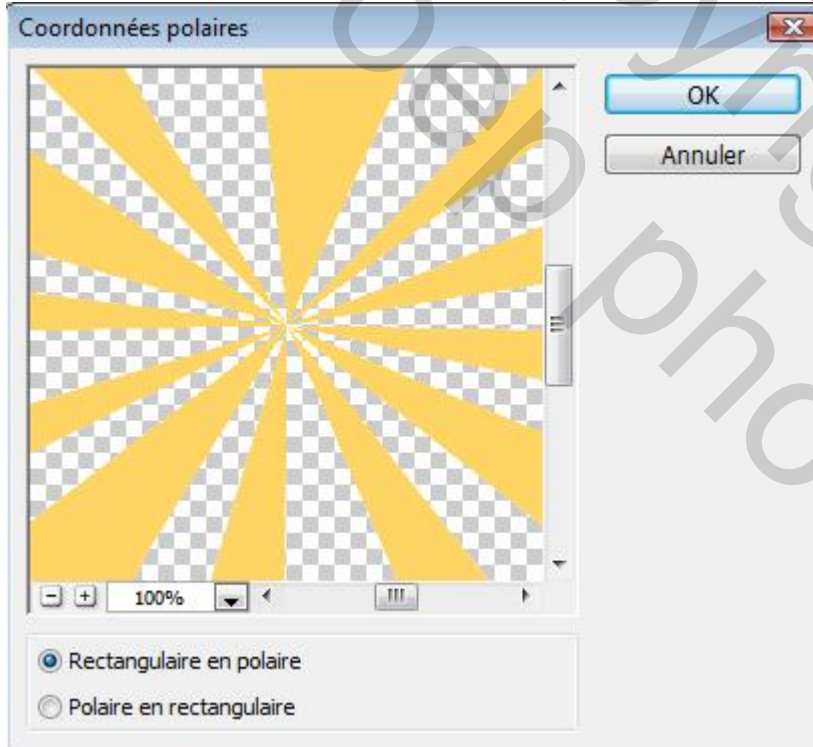 Coordonnées polaires
OK
Annuler
100%
Rectangulaire en polaire
Polaire en rectangulaire